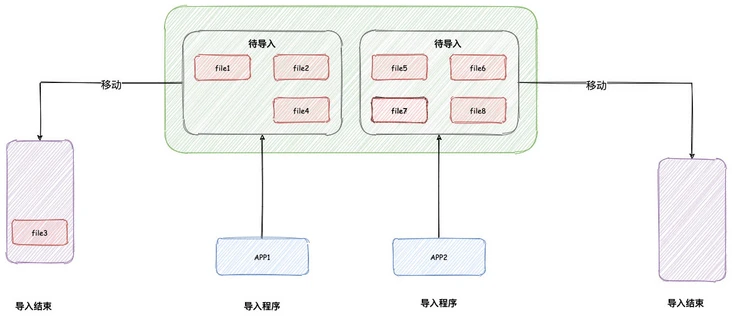 待导入
待导入
file1
file2
file5
file6
移动
移动
file4
file7
file8
file3
APP1
APP2
导入结束
导入程序
导入程序
导入结束